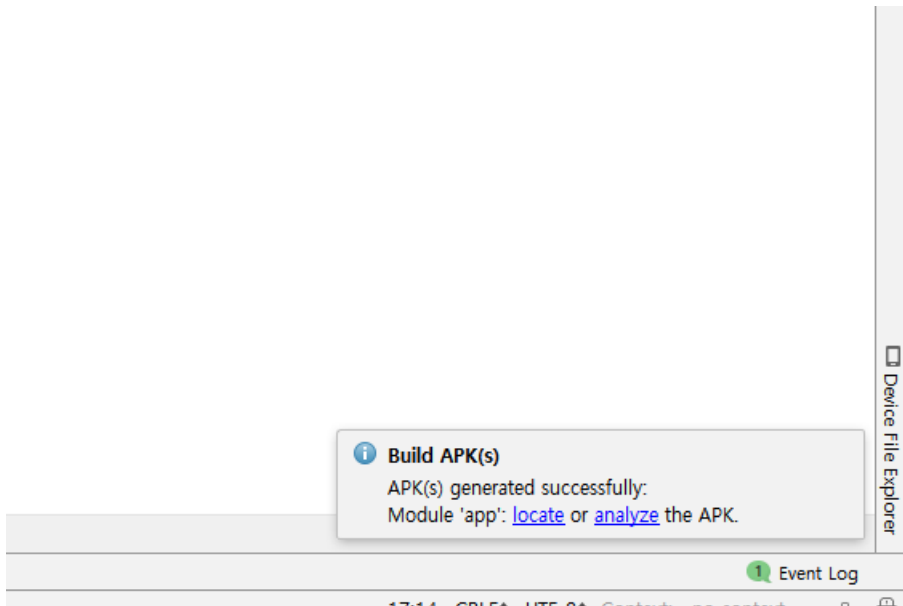 Device File Explorer
Build APK(s)
APK(s) generated successfully:
Module 'app': locate or analyze the APK.
1 Event Log